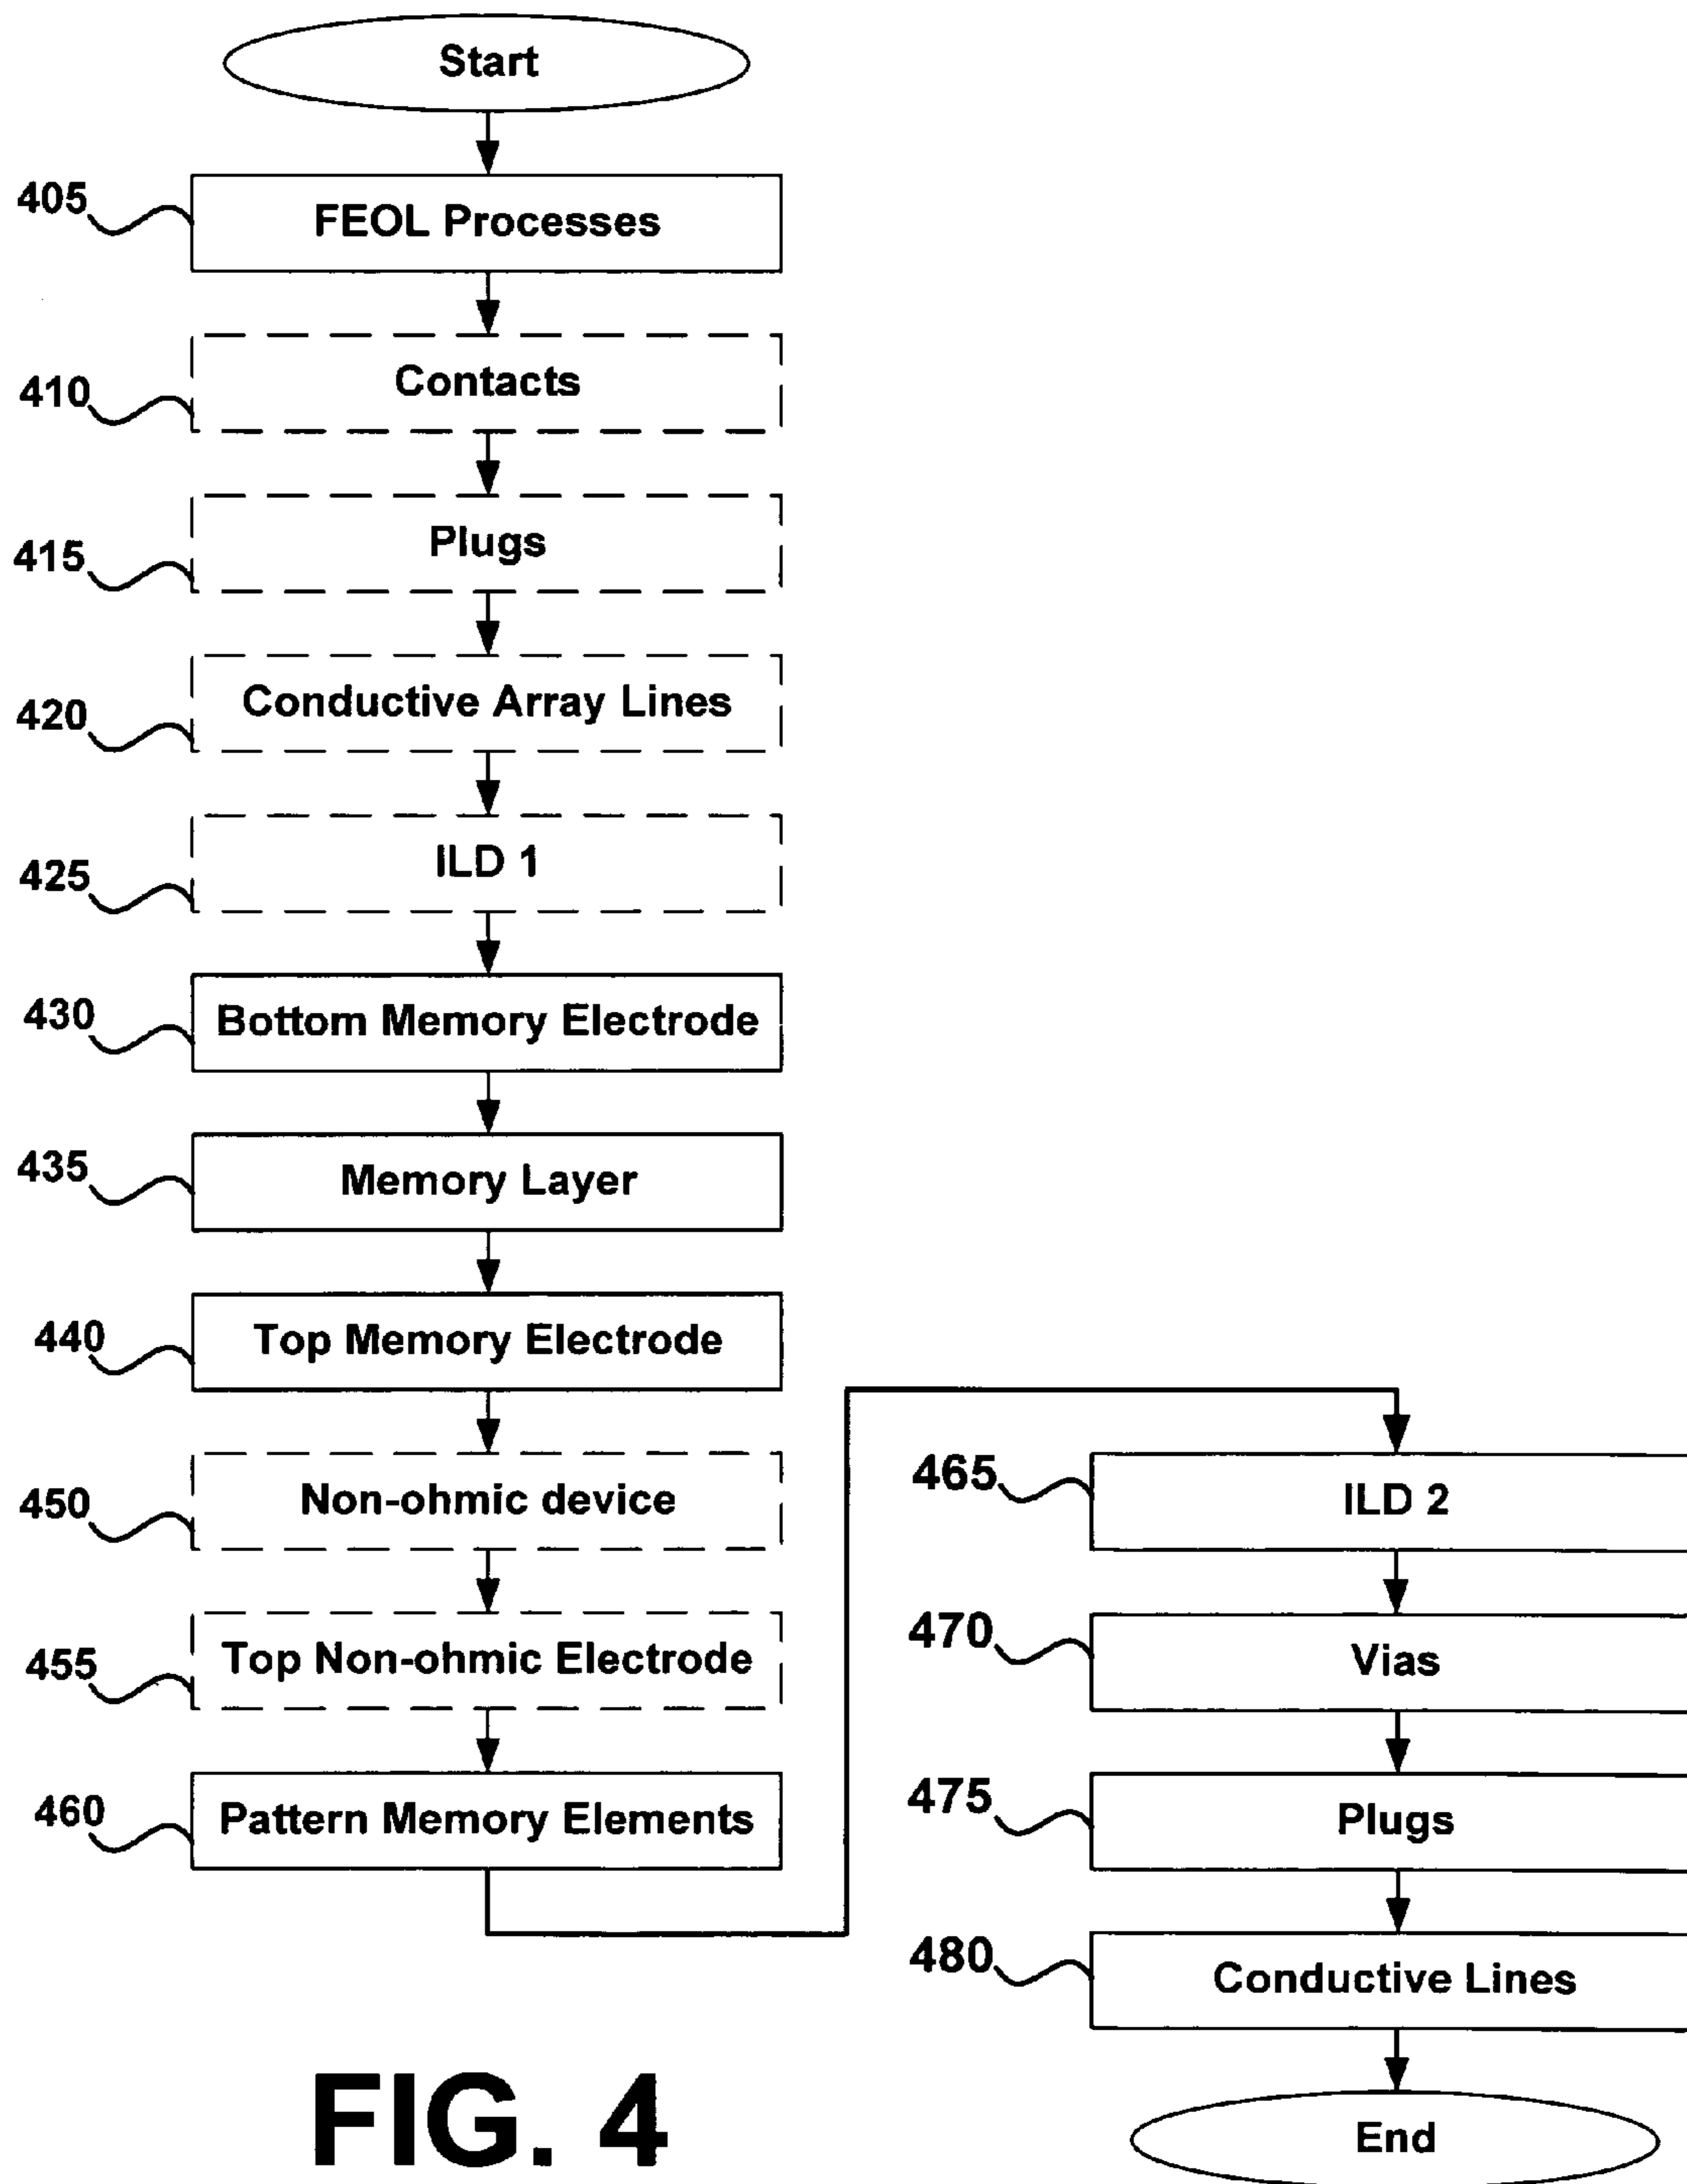 Start
405
FEOL Processes
410
Contacts
415
Plugs
420
Conductive Array Lines
425
ILD 1
430
Bottom Memory Electrode
435
Memory Layer
440
Top Memory Electrode
450
Non-ohmic device
455
Top Non-ohmic Electrode
460
Pattern Memory Elements
465
ILD 2
470
Vias
475
Plugs
480
Conductive Lines
End
FIG. 4